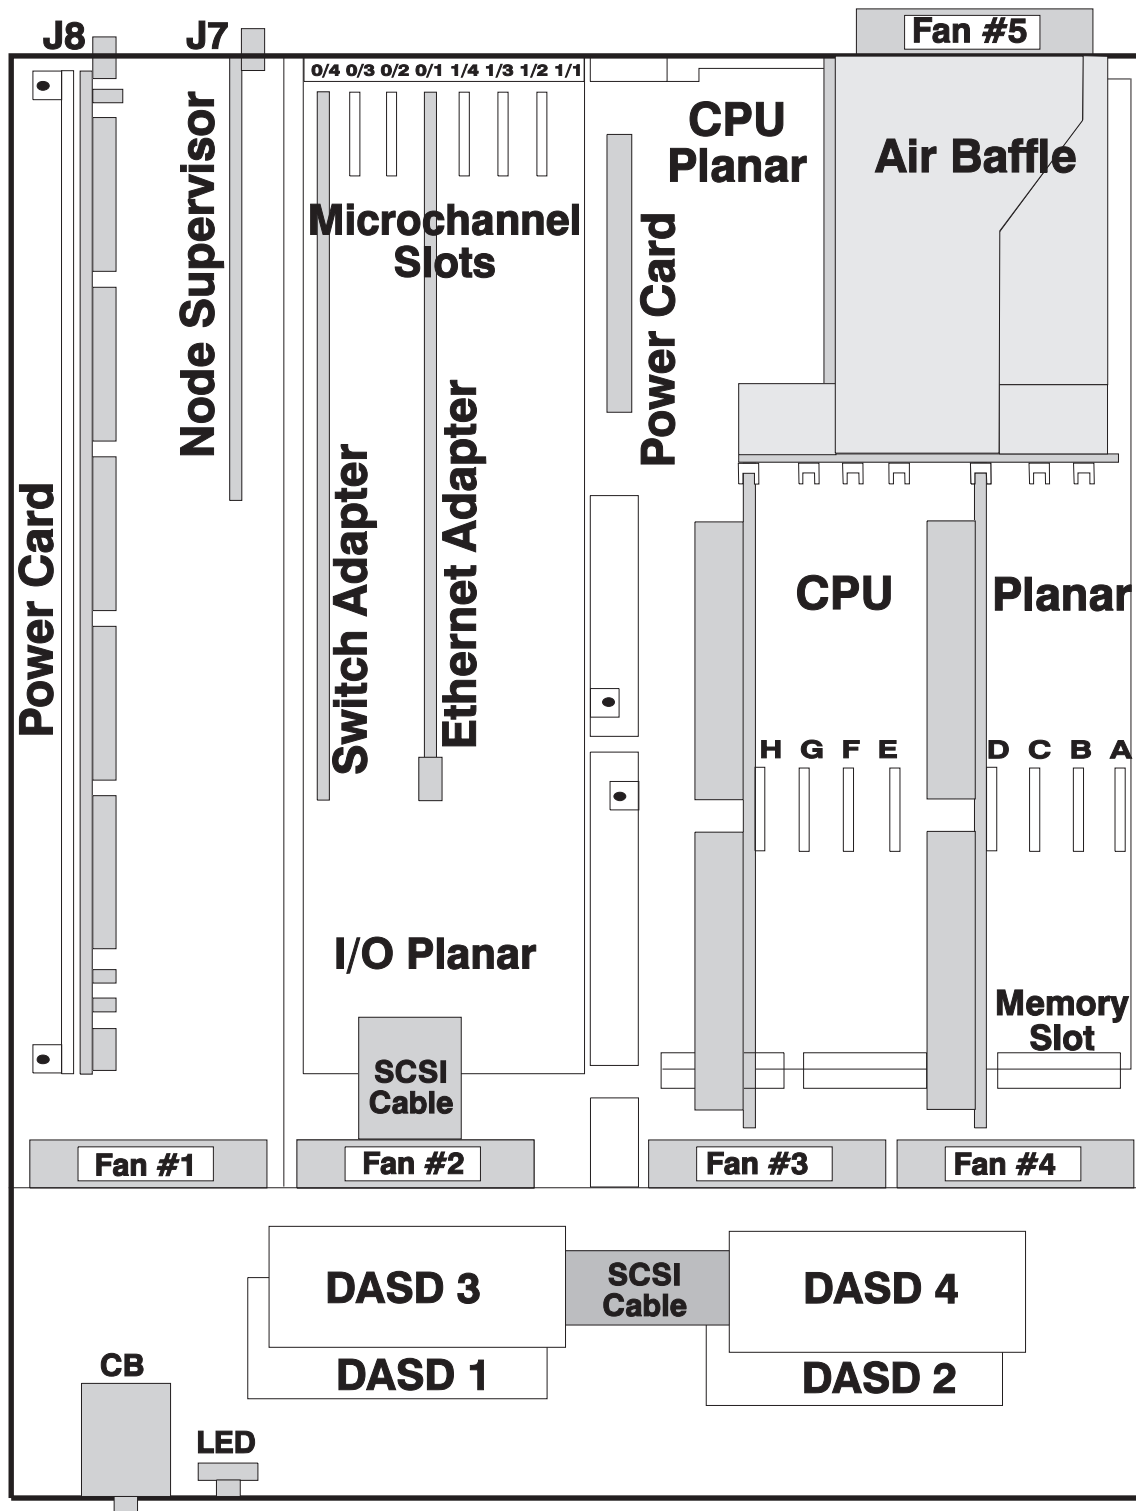 J8
J7
Fan #5
0/4 0/3 0/2 0/1 1/4 1/3 1/2 1/1
Node Supervisor
Microchannel
Slots
CPU
Planar
Air Baffle
Power Card
Power Card
Switch Adapter
Ethernet Adapter
CPU Planar
H G F E D C B A
I/O Planar
Memory
Slot
SCSI
Cable
Fan #1
Fan #2
Fan #3
Fan #4
DASD 3
SCSI
Cable
DASD 4
DASD 1
DASD 2
CB
LED